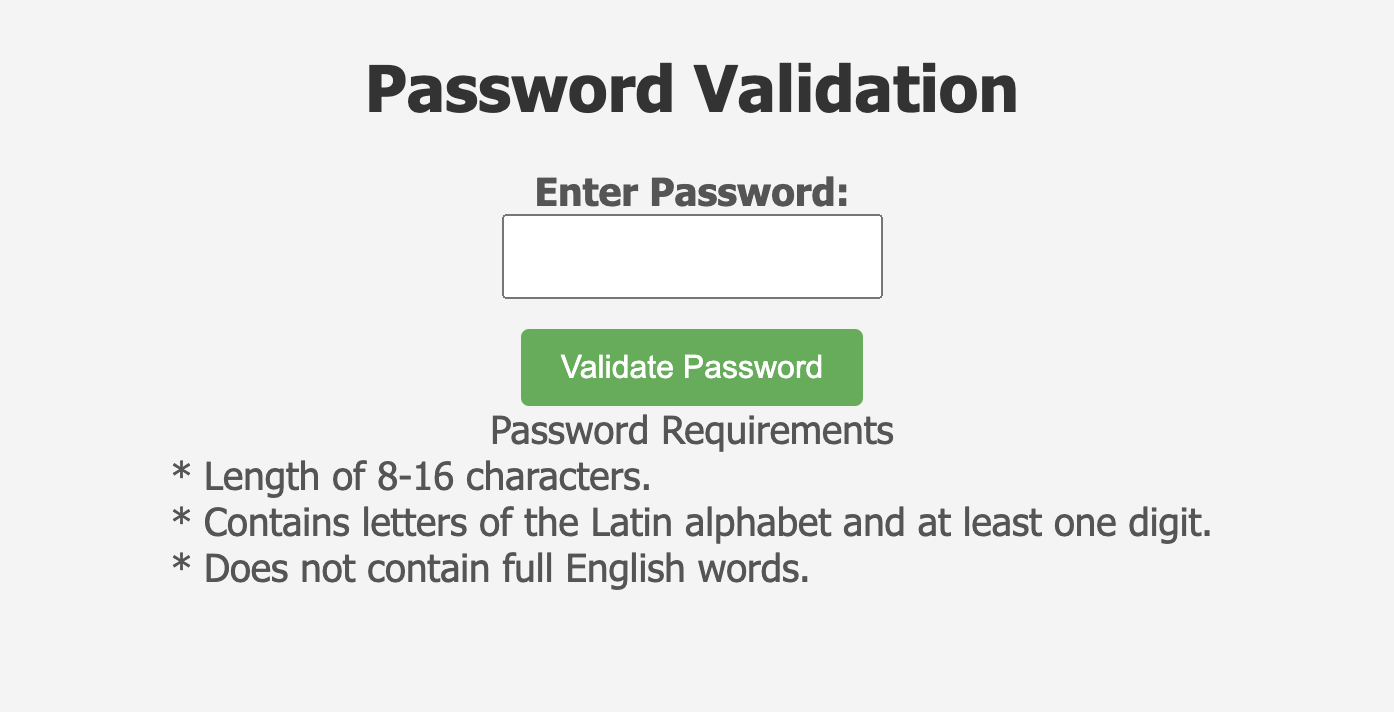 Password Validation
Enter Password:
Validate Password
Password Requirements
* Length of 8-16 characters.
* Contains letters of the Latin alphabet and at least one digit.
* Does not contain full English words.